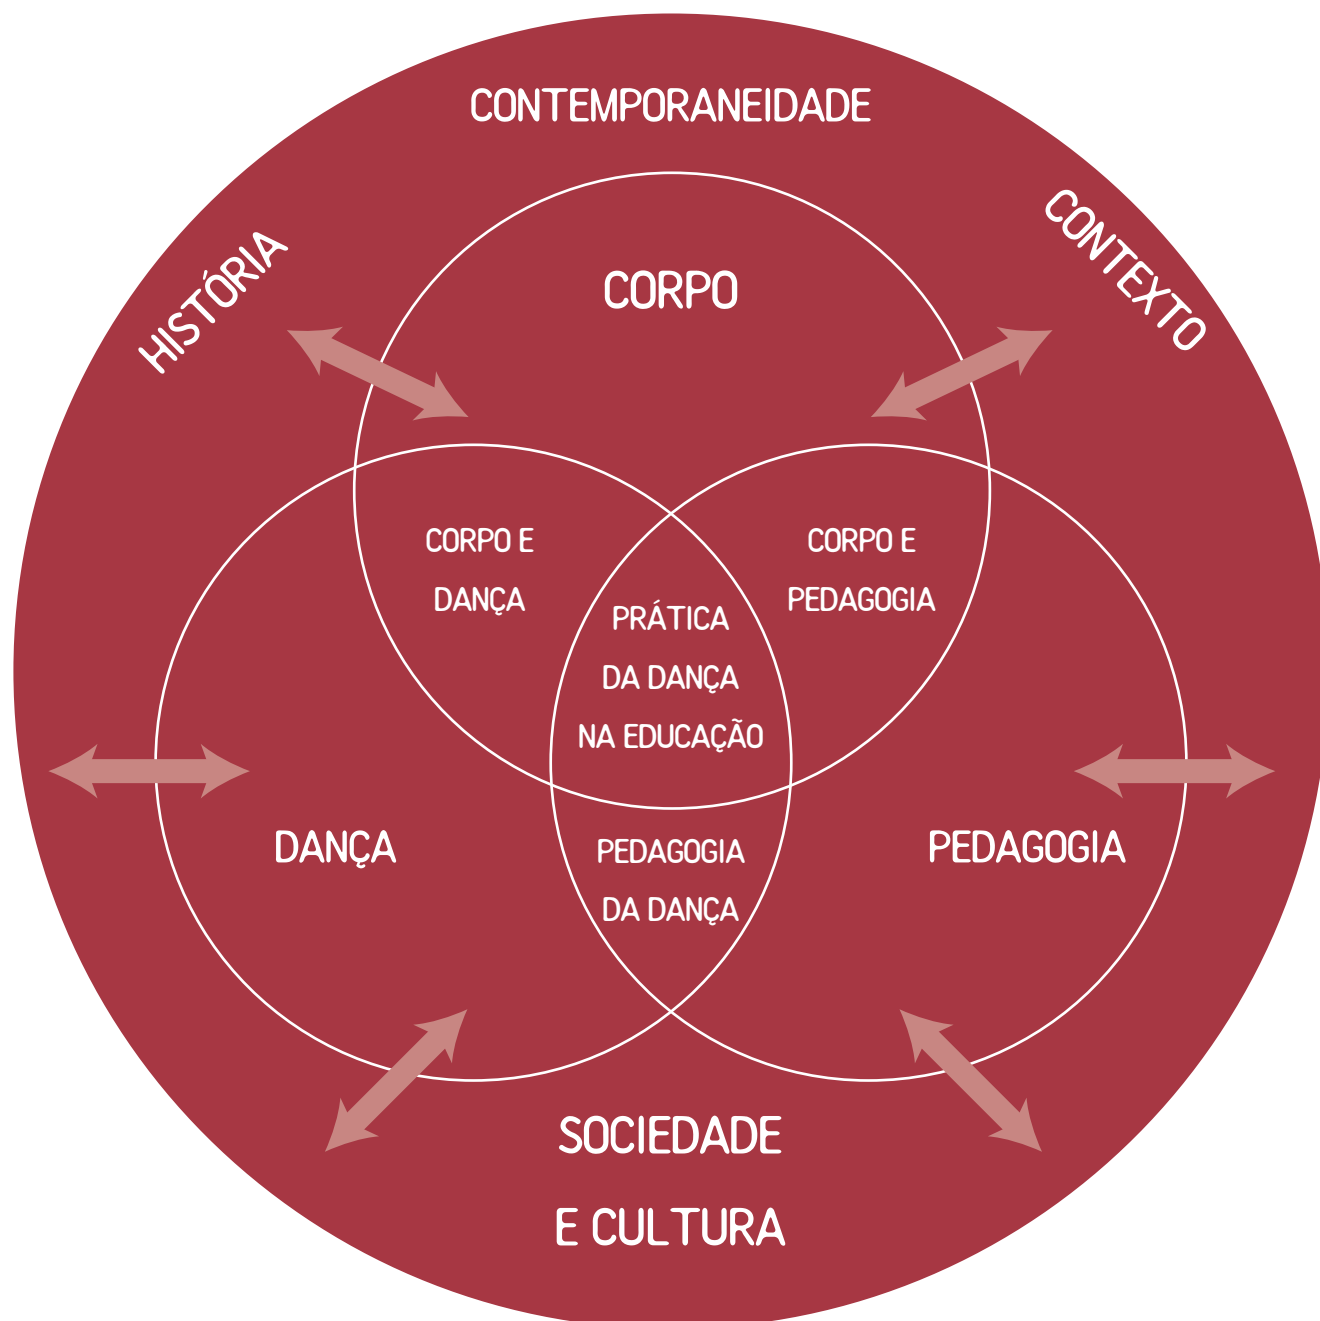 CONTEMPORANEIDADE
HISTÓRIA
CONTEXTO
CORPO
CORPO E
DANÇA
CORPO E
PEDAGOGIA
PRÁTICA
DA DANÇA
NA EDUCAÇÃO
DANÇA
PEDAGOGIA
DA DANÇA
PEDAGOGIA
SOCIEDADE
E CULTURA